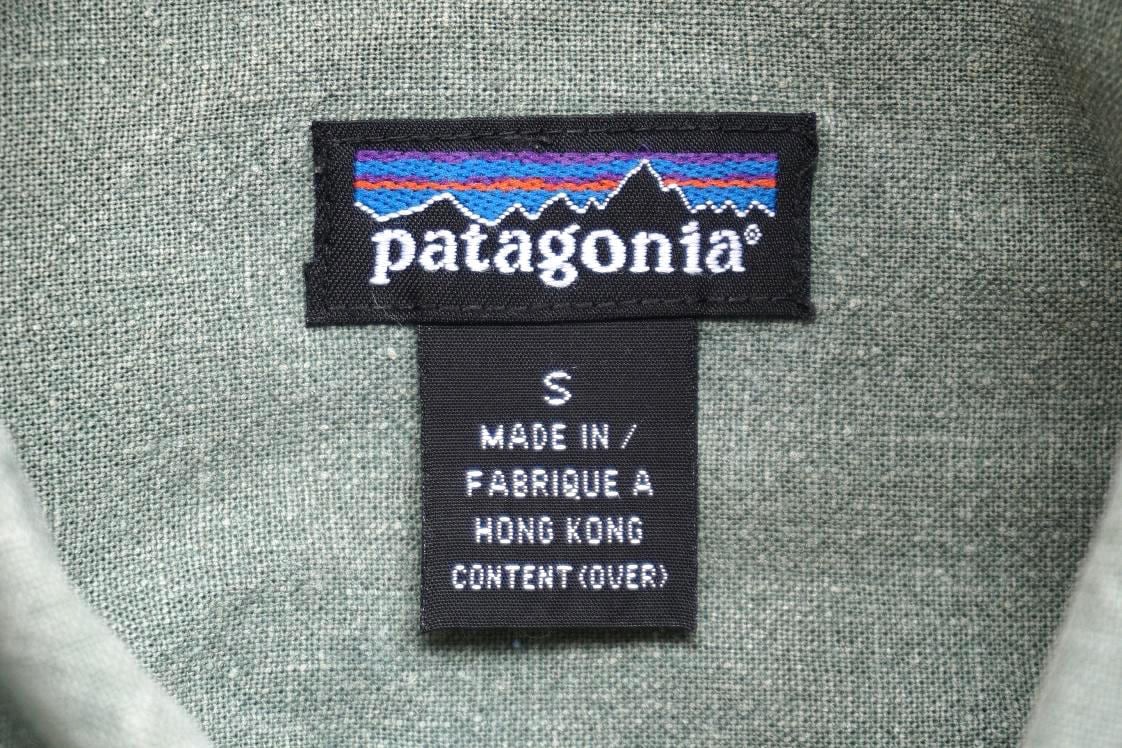 patagonia®
S
MADE IN /
FABRIQUE A
HONG KONG
CONTENT (OVER)